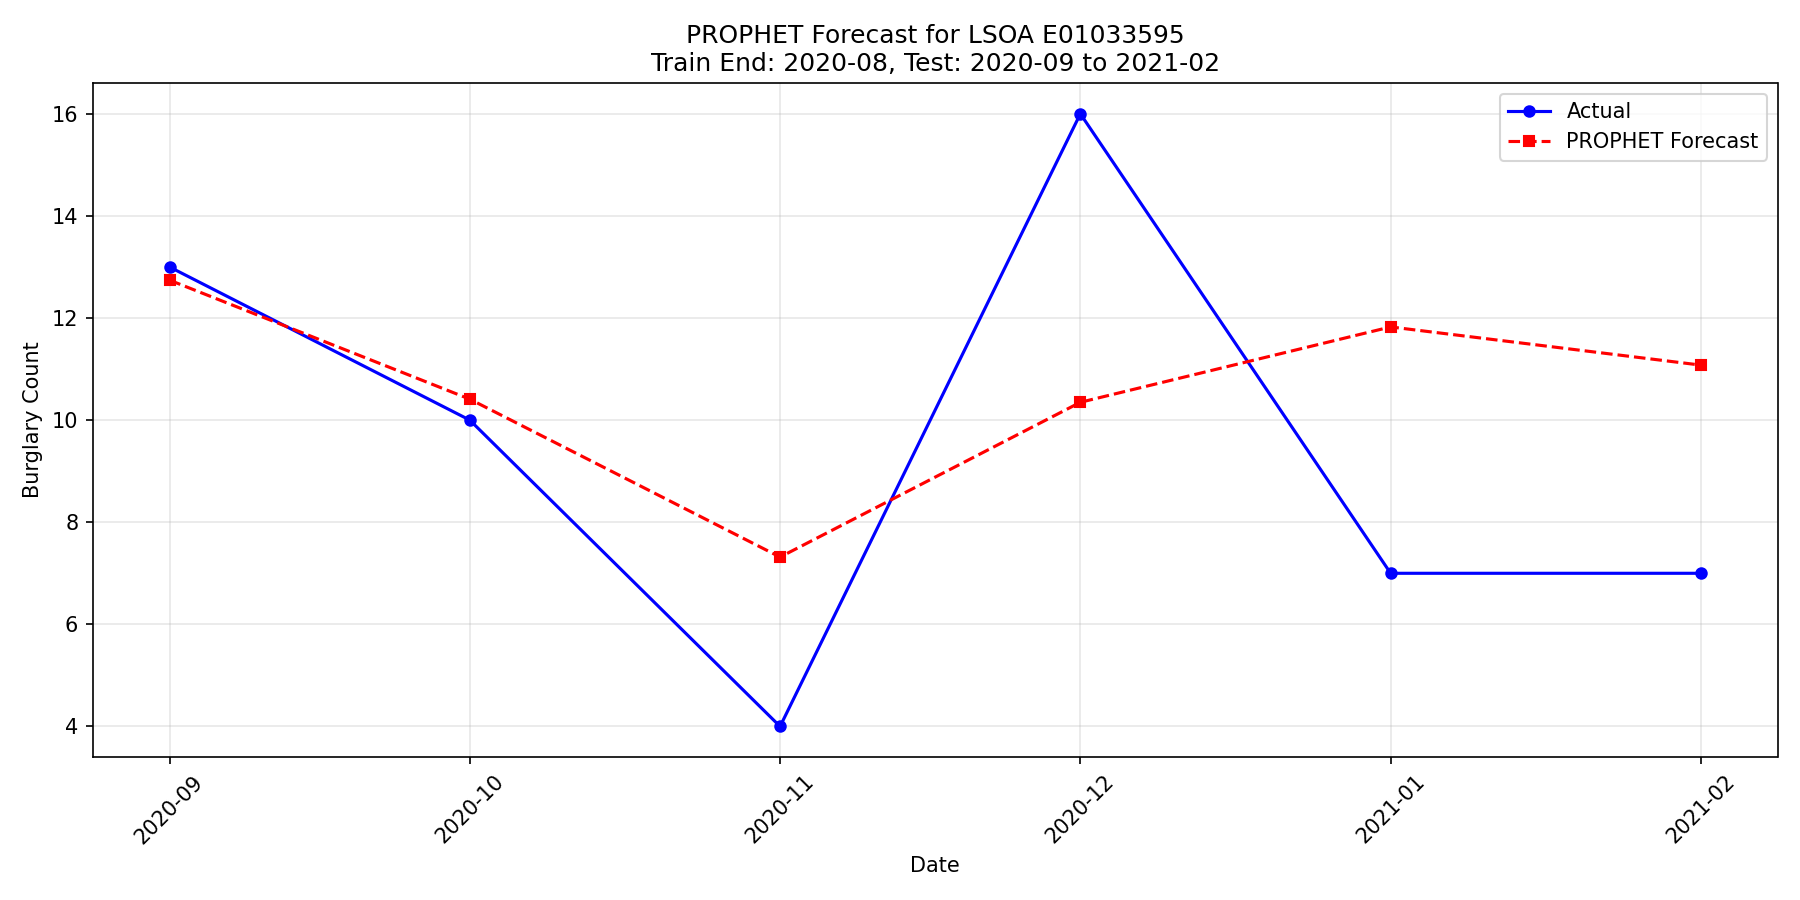 PROPHET Forecast for LSOA E01033595
Train End: 2020-08, Test: 2020-09 to 2021-02
Actual
PROPHET Forecast
Burglary Count
16
14
12
10
8
6
4
2020-09
2020-10
2020-11
2020-12
2021-01
2021-02
Date